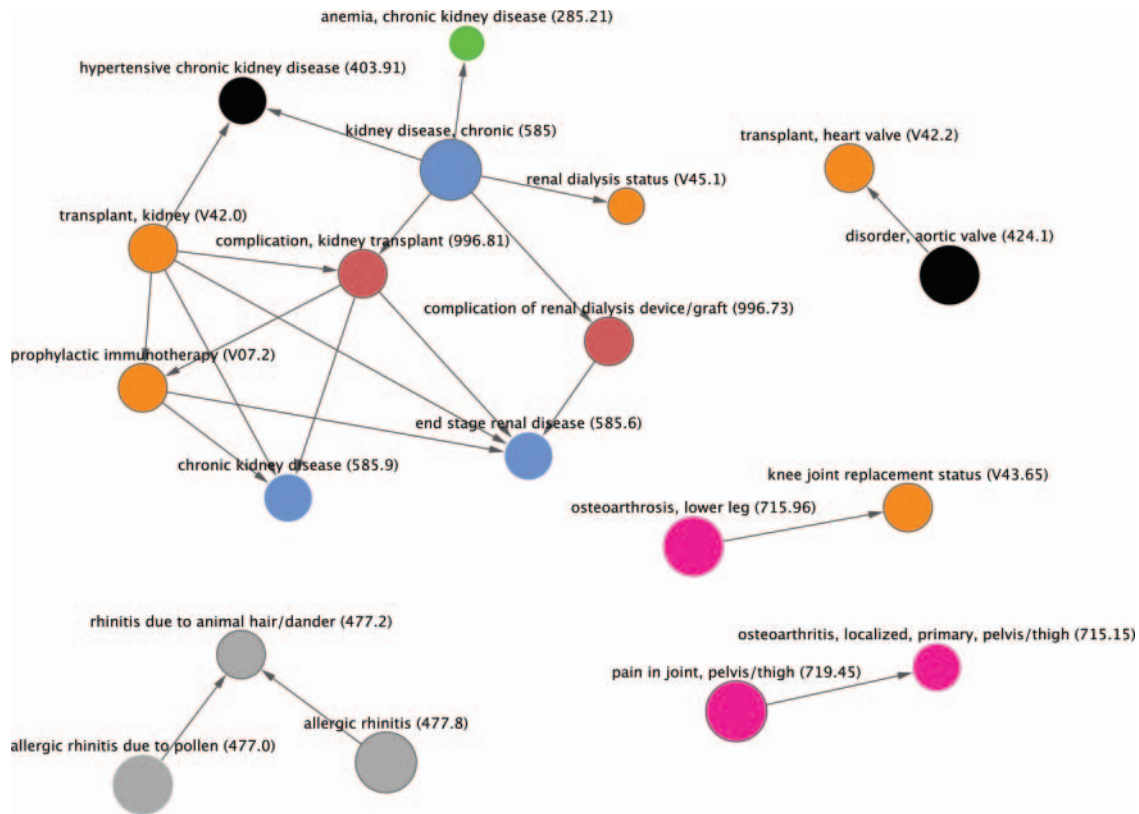 anemia, chronic kidney disease (285.21)
hypertensive chronic kidney disease (403.91)
kidney disease, chronic (585)
transplant, heart valve (V42.2)
renal dialysis status (V45.1)
transplant, kidney (V42.0)
complication, kidney transplant (996.81)
disorder, aortic valve (424.1)
complication of renal dialysis device/graft (996.73)
prophylactic immunotherapy (V07.2)
end stage renal disease (585.6)
chronic kidney disease (585.9)
knee joint replacement status (V43.65)
osteoarthrosis, lower leg (715.96)
rhinitis due to animal hair/dander (477.2)
osteoarthritis, localized, primary, pelvis/thigh (715.15)
pain in joint, pelvis/thigh (719.45)
allergic rhinitis (477.8)
allergic rhinitis due to pollen (477.0)